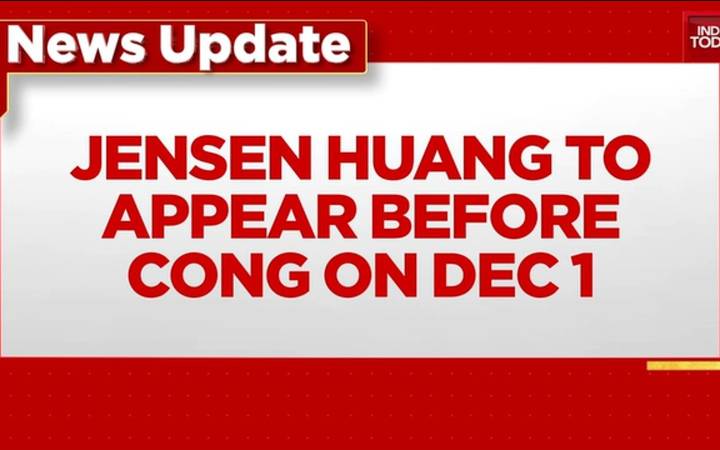 News Update
JENSEN HUANG TO
APPEAR BEFORE
CONG ON DEC 1